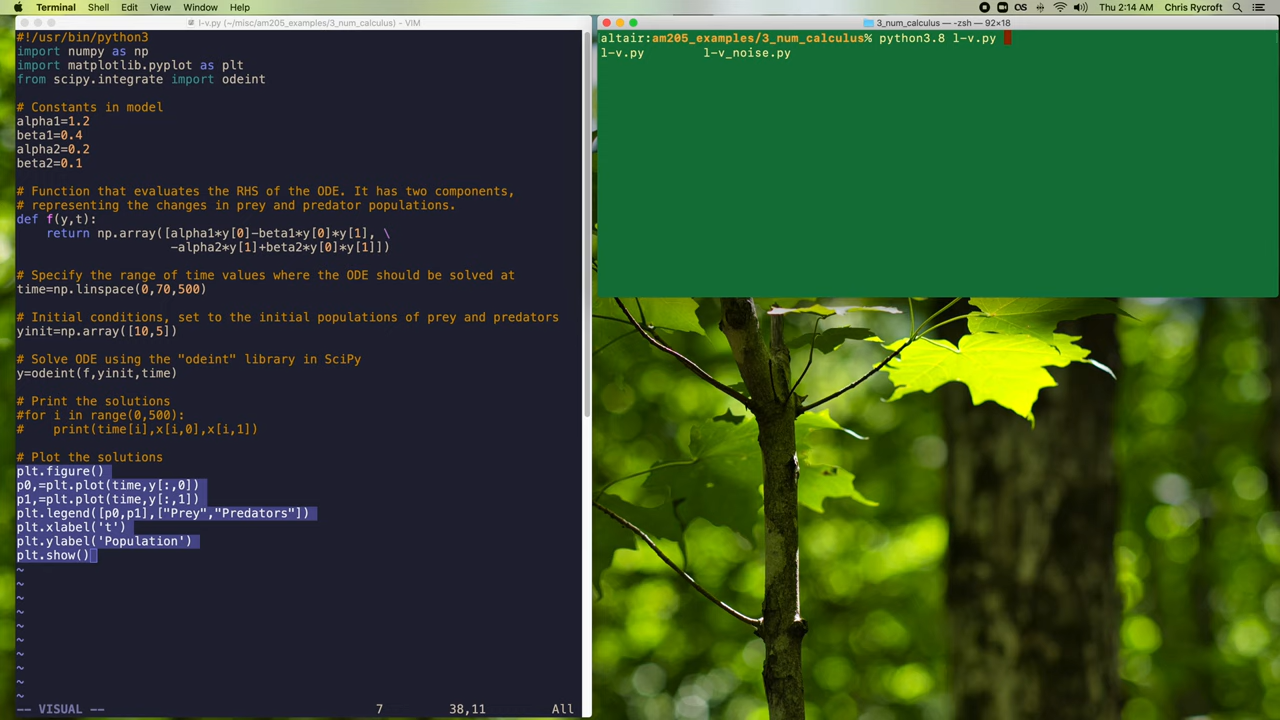 Terminal Shell Edit View Window Help
OS Thu 2:14 AM Chris Rycroft
l-v.py (~/misc/am205_examples/3_num_calculus) - VIM
#!/usr/bin/python3
import numpy as np
import matplotlib.pyplot as plt
from scipy.integrate import odeint
# Constants in model
alpha1=1.2
beta1=0.4
alpha2=0.2
beta2=0.1
# Function that evaluates the RHS of the ODE. It has two components,
# representing the changes in prey and predator populations.
def f(y,t):
    return np.array([alpha1*y[0]-beta1*y[0]*y[1], \
                     -alpha2*y[1]+beta2*y[0]*y[1]])
# Specify the range of time values where the ODE should be solved at
time=np.linspace(0,70,500)
# Initial conditions, set to the initial populations of prey and predators
yinit=np.array([10,5])
# Solve ODE using the "odeint" library in SciPy
y=odeint(f,yinit,time)
# Print the solutions
#for i in range(0,500):
#    print(time[i],x[i,0],x[i,1])
# Plot the solutions
plt.figure()
p0,=plt.plot(time,y[:,0])
p1,=plt.plot(time,y[:,1])
plt.legend([p0,p1],["Prey","Predators"])
plt.xlabel('t')
plt.ylabel('Population')
plt.show()
~
~
~
~
~
~
~
~
~
~
-- VISUAL -- 7 38,11 All
3_num_calculus — -zsh — 92×18
altair:am205_examples/3_num_calculus% python3.8 l-v.py
l-v.py l-v_noise.py